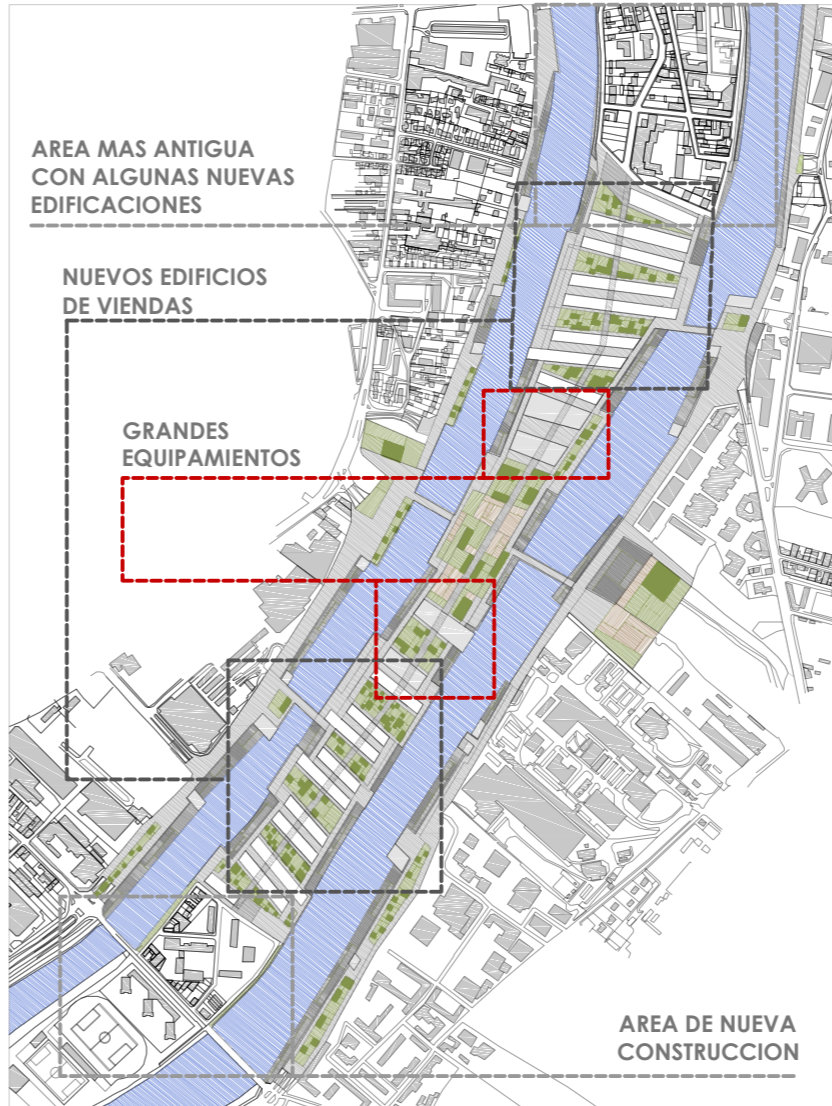 AREA MAS ANTIGUA
CON ALGUNAS NUEVAS
EDIFICACIONES
NUEVOS EDIFICIOS
DE VIENDAS
GRANDES
EQUIPAMIENTOS
AREA DE NUEVA
CONSTRUCCION